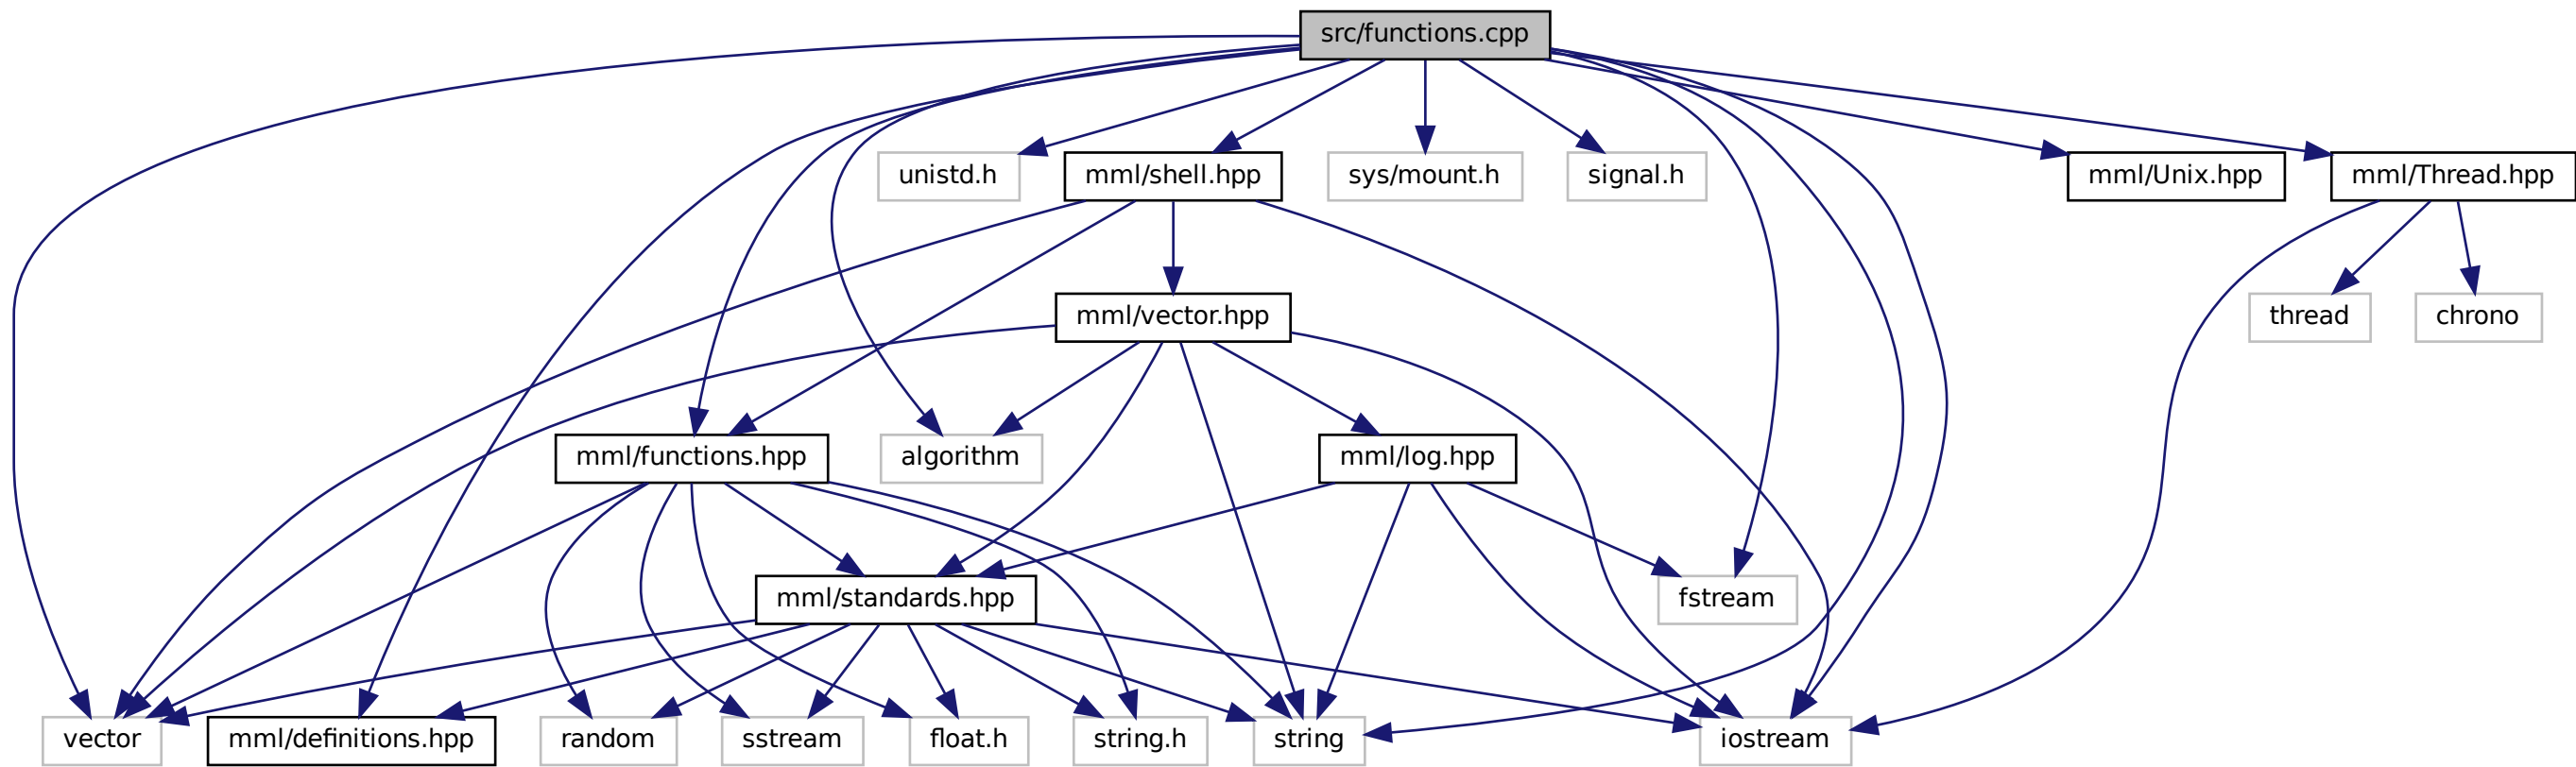 src/functions.cpp
unistd.h
mml/shell.hpp
sys/mount.h
signal.h
mml/Unix.hpp
mml/Thread.hpp
mml/vector.hpp
thread
chrono
mml/functions.hpp
algorithm
mml/log.hpp
mml/standards.hpp
fstream
vector
mml/definitions.hpp
random
sstream
float.h
string.h
string
iostream